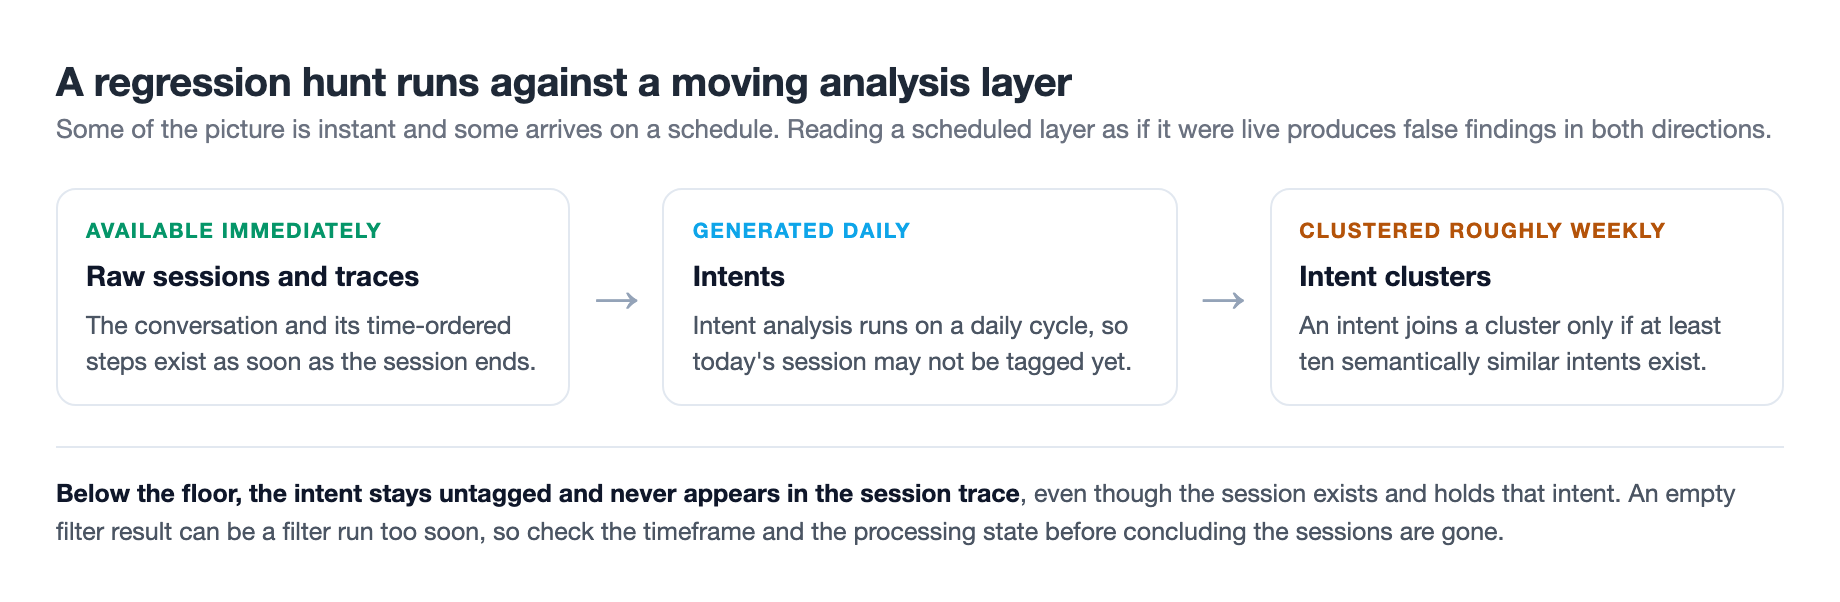 A regression hunt runs against a moving analysis layer
Some of the picture is instant and some arrives on a schedule. Reading a scheduled layer as if it were live produces false findings in both directions.
AVAILABLE IMMEDIATELY
Raw sessions and traces
The conversation and its time-ordered
steps exist as soon as the session ends.
→
GENERATED DAILY
Intents
Intent analysis runs on a daily cycle, so
today's session may not be tagged yet.
→
CLUSTERED ROUGHLY WEEKLY
Intent clusters
An intent joins a cluster only if at least
ten semantically similar intents exist.
Below the floor, the intent stays untagged and never appears in the session trace, even though the session exists and holds that intent. An empty
filter result can be a filter run too soon, so check the timeframe and the processing state before concluding the sessions are gone.